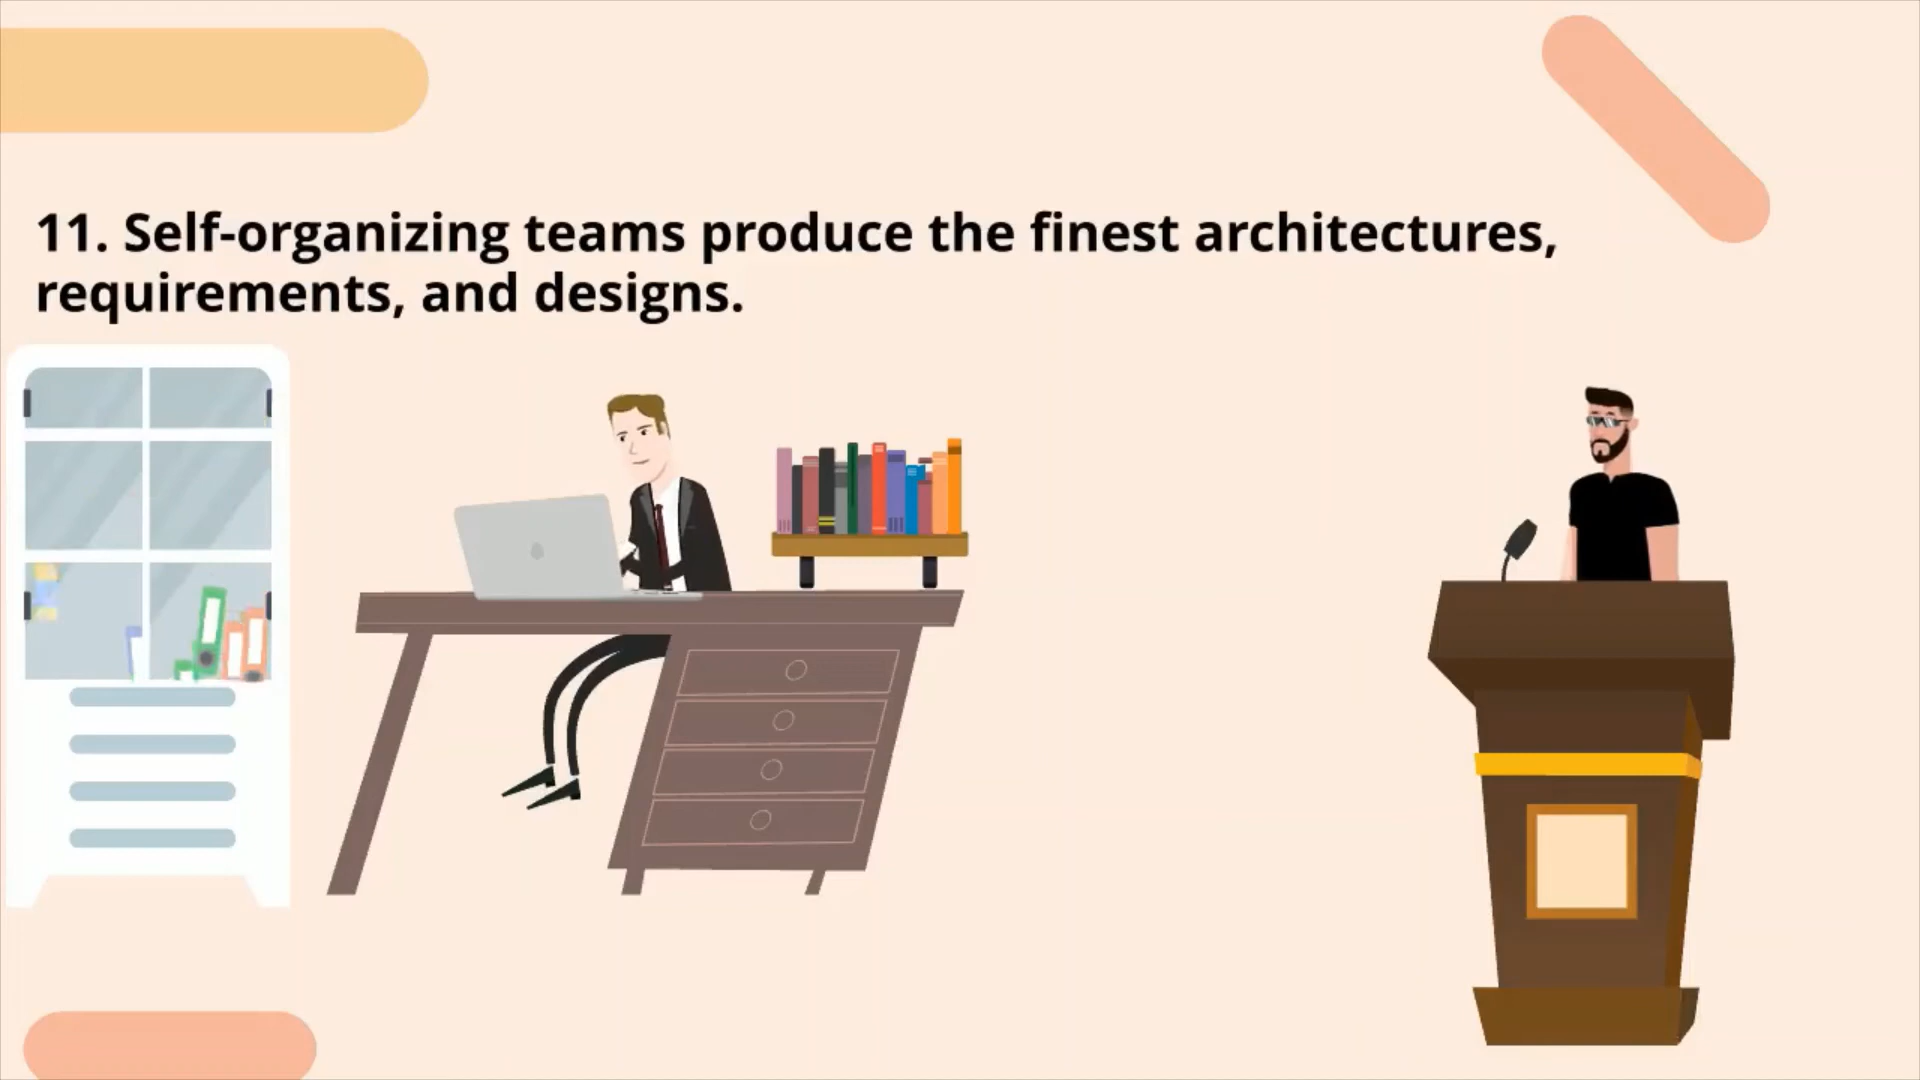 11. Self-organizing teams produce the finest architectures,
requirements, and designs.